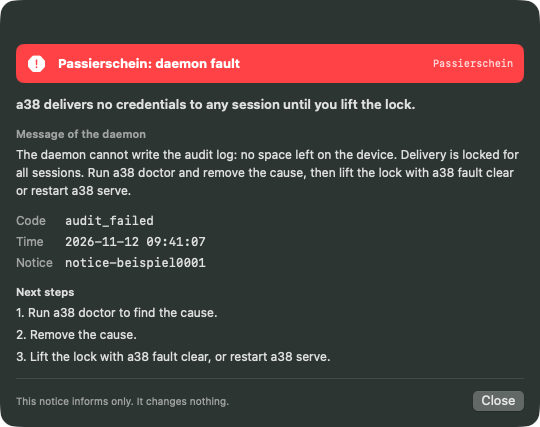 Passierschein: daemon fault
Passierschein
a38 delivers no credentials to any session until you lift the lock.
Message of the daemon
The daemon cannot write the audit log: no space left on the device. Delivery is locked for
all sessions. Run a38 doctor and remove the cause, then lift the lock with a38 fault clear
or restart a38 serve.
Code audit_failed
Time 2026-11-12 09:41:07
Notice notice-beispiel0001
Next steps
1. Run a38 doctor to find the cause.
2. Remove the cause.
3. Lift the lock with a38 fault clear, or restart a38 serve.
This notice informs only. It changes nothing.
Close